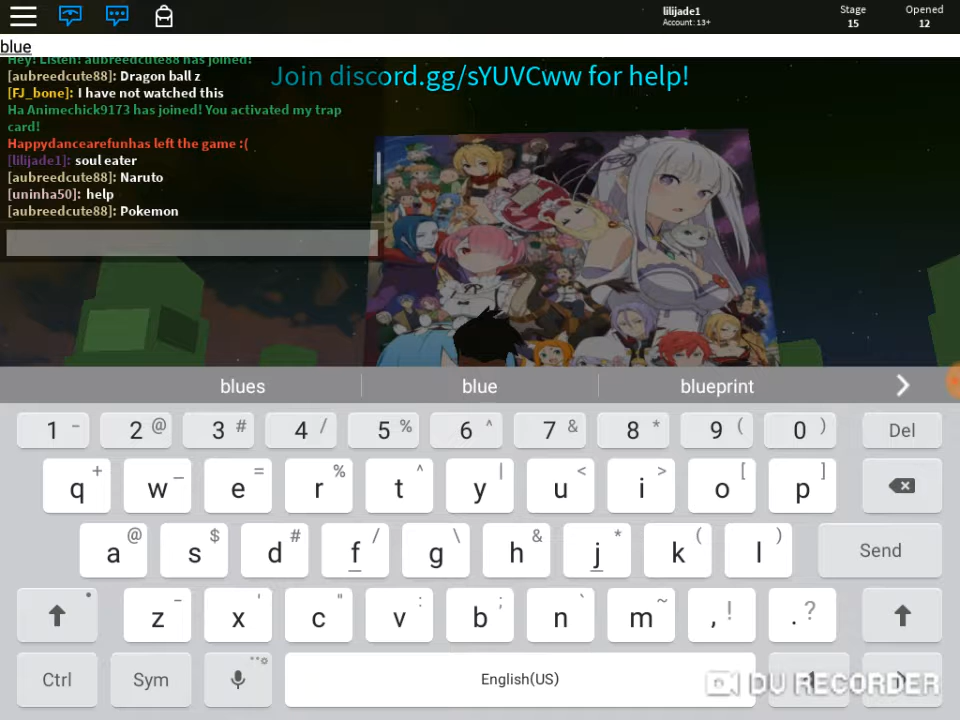 lilijade1
Account: 13+
Stage
15
Opened
12
blue
Hey! Listen! aubreedcute88 has joined!
[aubreedcute88]: Dragon ball z
[FJ_bone]: I have not watched this
Ha Animechick9173 has joined! You activated my trap
card!
Happydancearefunhas left the game :(
[lilijade1]: soul eater
[aubreedcute88]: Naruto
[uninha50]: help
[aubreedcute88]: Pokemon
Join discord.gg/sYUVCww for help!
blues blue blueprint
1 - 2 @ 3 # 4 / 5 % 6 ^ 7 & 8 * 9 ( 0 ) Del
q + w _ e = r % t ^ y | u < i > o [ p ]
a @ s $ d # f / g \ h & j * k ( l ) Send
z - x ' c " v : b ; n ` m ~ , ! . ?
Ctrl Sym English(US)
DU RECORDER